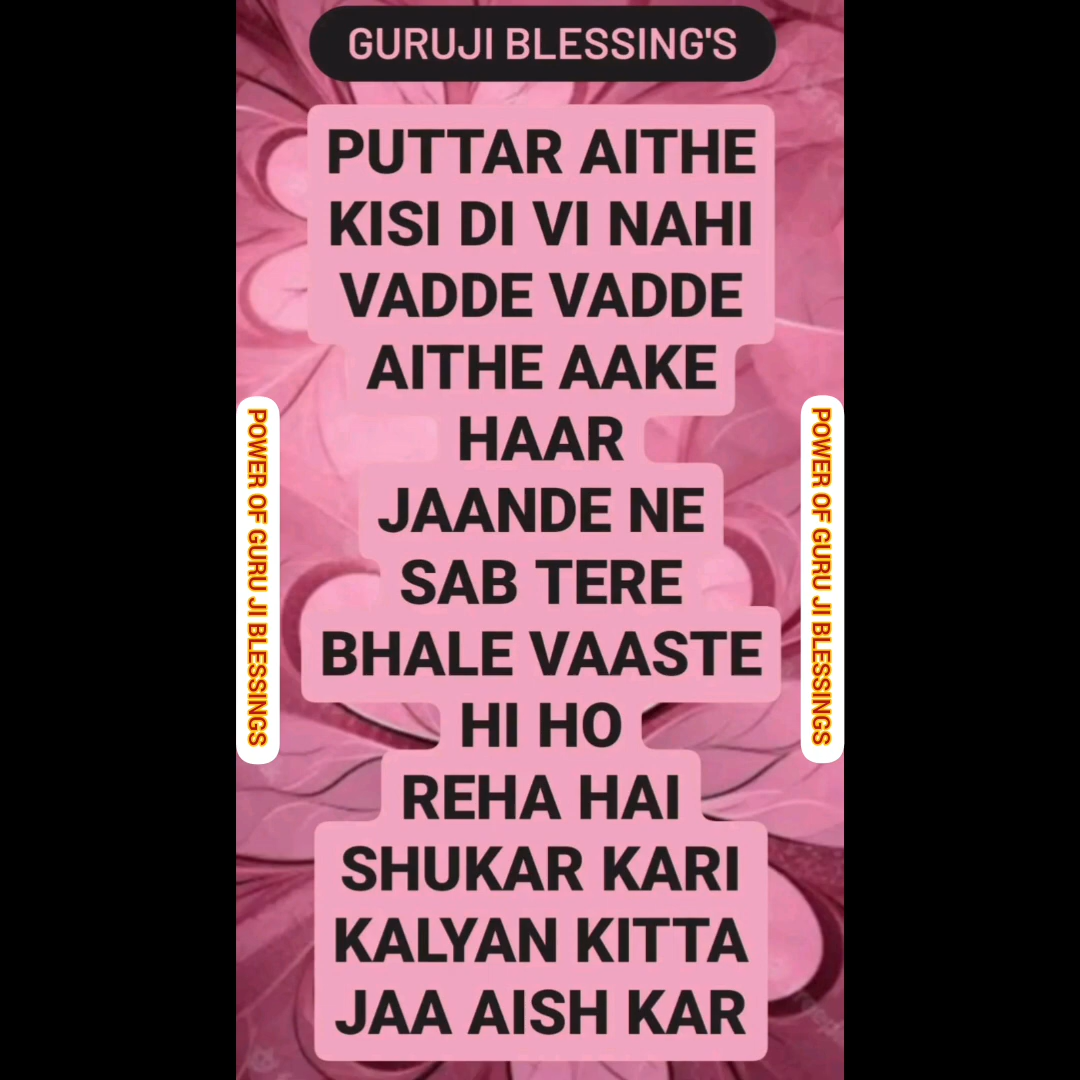 GURUJI BLESSING'S
PUTTAR AITHE
KISI DI VI NAHI
VADDE VADDE
AITHE AAKE
HAAR
JAANDE NE
SAB TERE
BHALE VAASTE
HI HO
REHA HAI
SHUKAR KARI
KALYAN KITTA
JAA AISH KAR
POWER OF GURU JI BLESSINGS
POWER OF GURU JI BLESSINGS